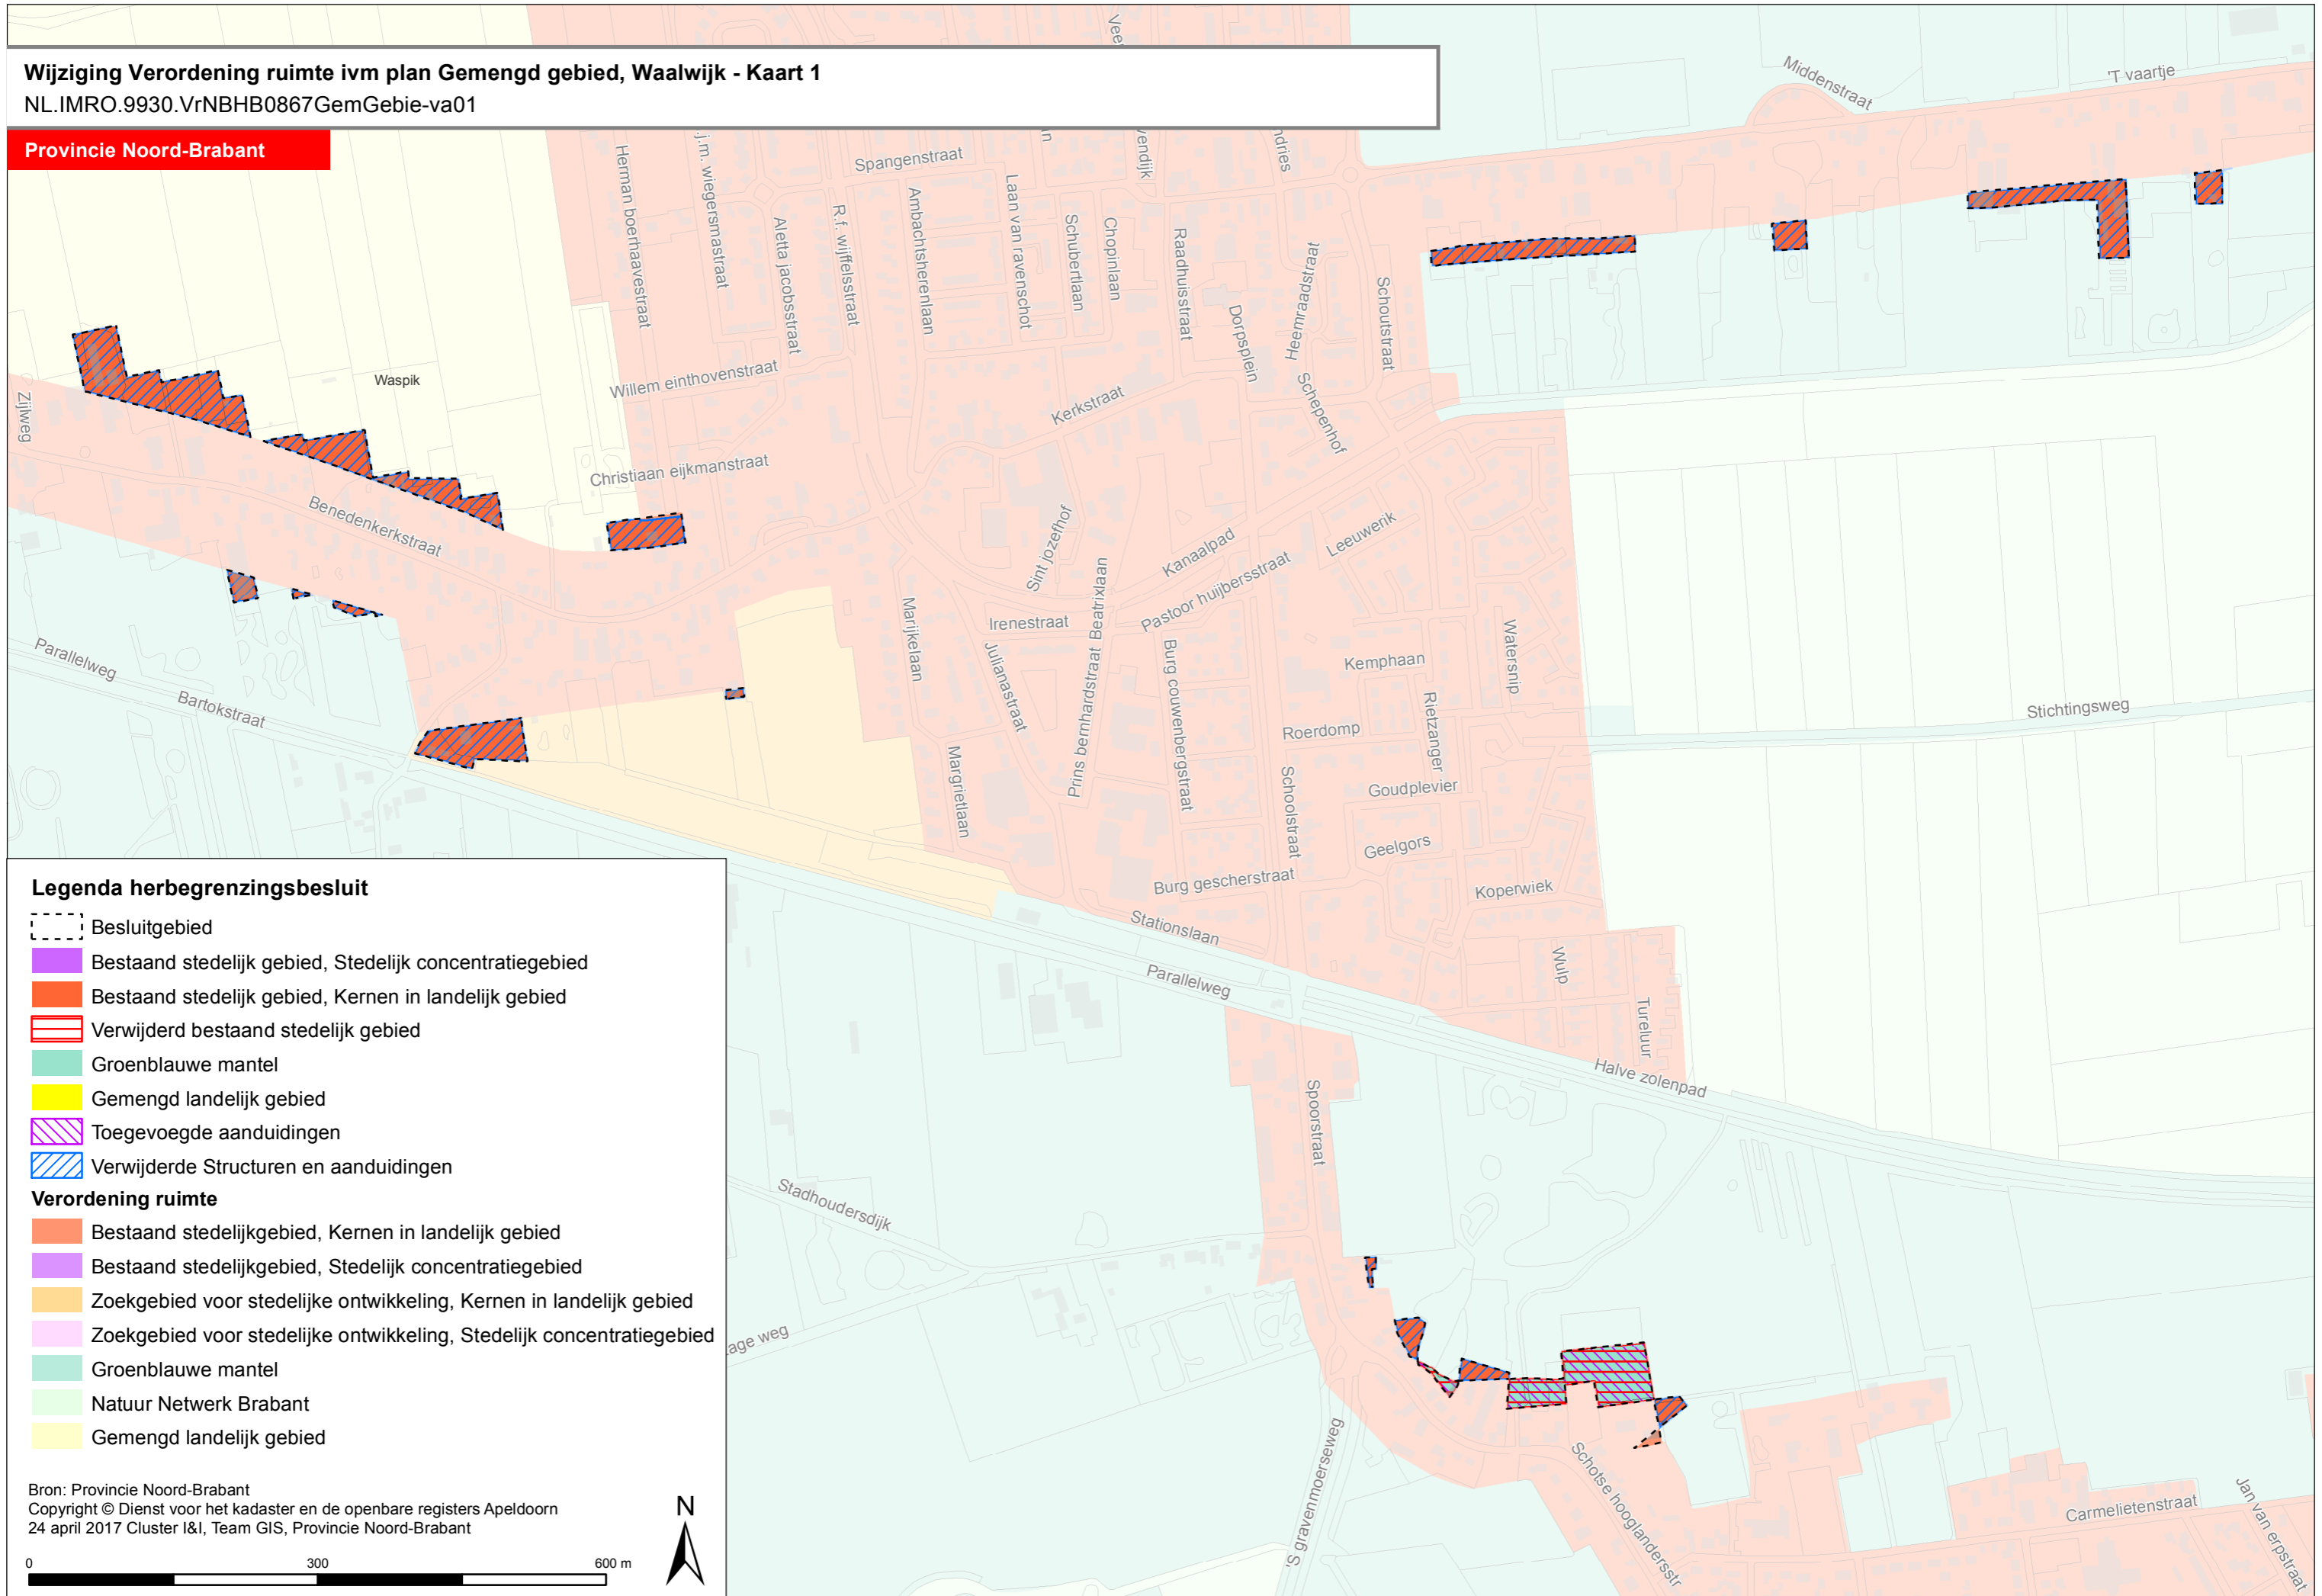 Wijziging Verordening ruimte ivm plan Gemengd gebied, Waalwijk - Kaart 1
NL.IMRO.9930.VrNBHB0867GemGebie-va01
Provincie Noord-Brabant
Middenstraat
'T vaartje
Spangenstraat
Herman boerhaavestraat
.j.m. wiegersmastraat
Aletta jacobsstraat
R.f. wijffelsstraat
Ambachtsherenlaan
Laan van ravenschot
Schubertlaan
Chopinlaan
Raadhuisstraat
Dorpsplein
Heemraadstraat
Schoutstraat
Schepenhof
Waspik
Zijlweg
Willem einthovenstraat
Kerkstraat
Christiaan eijkmanstraat
Benedenkerkstraat
Sint jozefhof
Kanaalpad
Leeuwerik
Pastoor huijbersstraat
Irenestraat
Marijkelaan
Julianastraat
Prins bernhardstraat Beatrixlaan
Burg couwenbergstraat
Kemphaan
Watersnip
Rietzanger
Roerdomp
Stichtingsweg
Parallelweg
Bartokstraat
Margrietlaan
Schoolstraat
Goudplevier
Geelgors
Burg gescherstraat
Koperwiek
Stationslaan
Wulp
Tureluur
Parallelweg
Halve zolenpad
Spoorstraat
Stadhoudersdijk
age weg
'S gravenmoerseweg
Schotse hooglandersstr
Carmelietenstraat
Jan van erpstraat
Legenda herbegrenzingsbesluit
Besluitgebied
Bestaand stedelijk gebied, Stedelijk concentratiegebied
Bestaand stedelijk gebied, Kernen in landelijk gebied
Verwijderd bestaand stedelijk gebied
Groenblauwe mantel
Gemengd landelijk gebied
Toegevoegde aanduidingen
Verwijderde Structuren en aanduidingen
Verordening ruimte
Bestaand stedelijkgebied, Kernen in landelijk gebied
Bestaand stedelijkgebied, Stedelijk concentratiegebied
Zoekgebied voor stedelijke ontwikkeling, Kernen in landelijk gebied
Zoekgebied voor stedelijke ontwikkeling, Stedelijk concentratiegebied
Groenblauwe mantel
Natuur Netwerk Brabant
Gemengd landelijk gebied
Bron: Provincie Noord-Brabant
Copyright © Dienst voor het kadaster en de openbare registers Apeldoorn
24 april 2017 Cluster I&I, Team GIS, Provincie Noord-Brabant
N
0 300 600 m